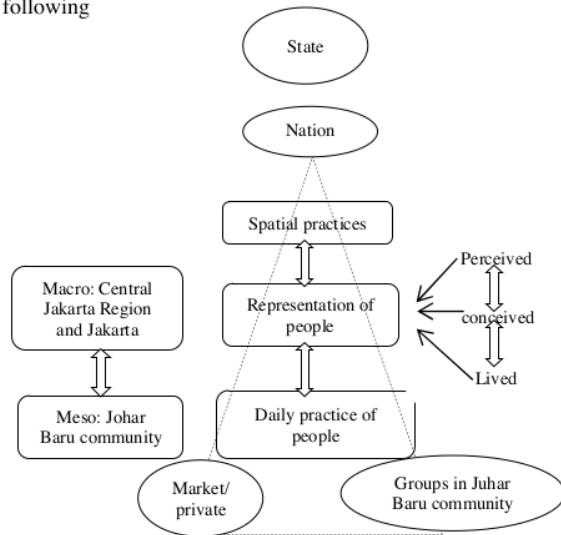 following
State
Nation
Spatial practices
Perceived
Macro: Central
Jakarta Region
and Jakarta
Representation of
people
conceived
Lived
Meso: Johar
Baru community
Daily practice of
people
Market/
private
Groups in Juhar
Baru community